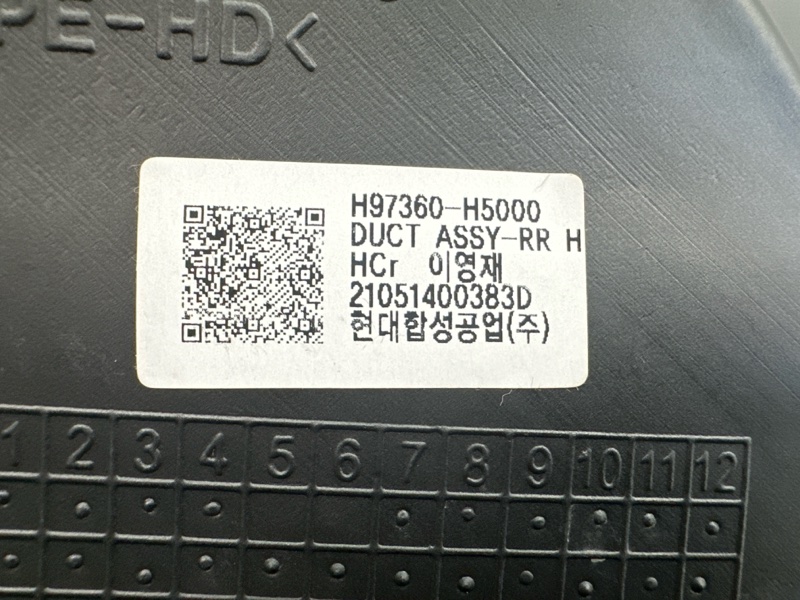 PE-HD<
H97360-H5000
DUCT ASSY-RR H
HCr 이영재
21051400383D
현대합성공업(주)
1 2 3 4 5 6 7 8 9 10 11 12